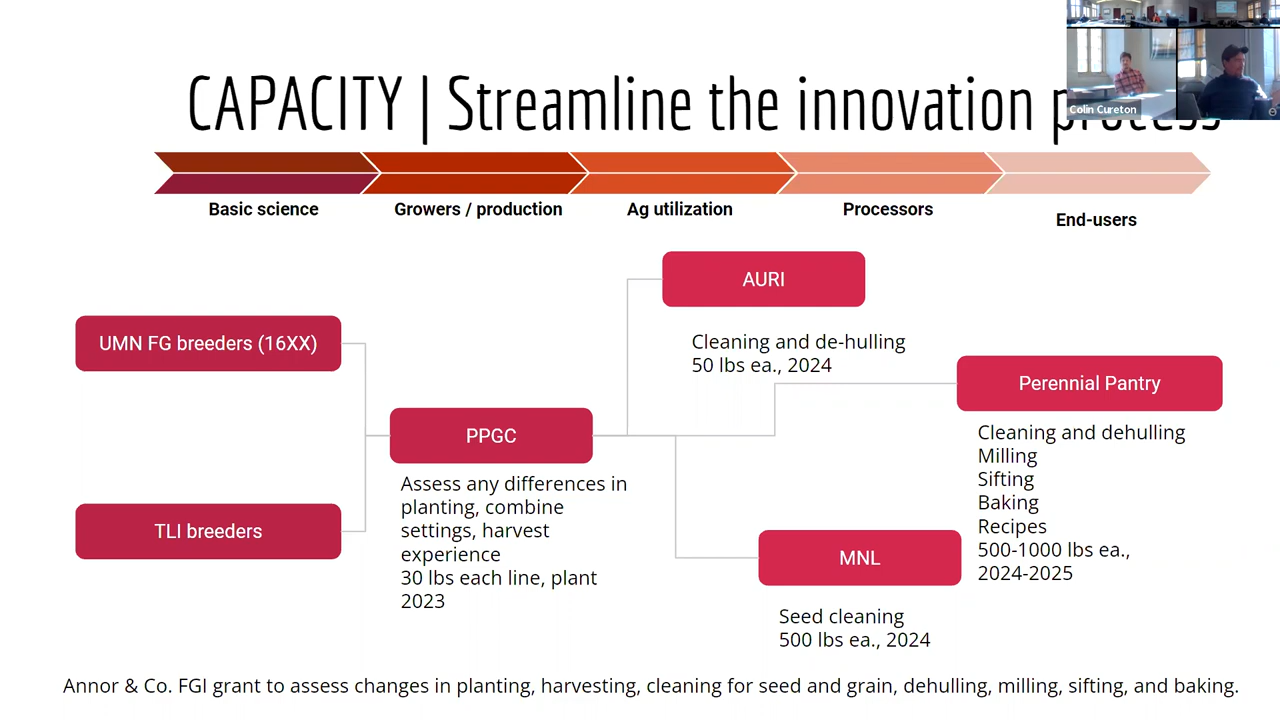 CAPACITY | Streamline the innovation process
Colin Cureton
Basic science
Growers / production
Ag utilization
Processors
End-users
AURI
Cleaning and de-hulling
50 lbs ea., 2024
UMN FG breeders (16XX)
Perennial Pantry
Cleaning and dehulling
Milling
Sifting
Baking
Recipes
500-1000 lbs ea.,
2024-2025
PPGC
Assess any differences in
planting, combine
settings, harvest
experience
30 lbs each line, plant
2023
TLI breeders
MNL
Seed cleaning
500 lbs ea., 2024
Annor & Co. FGI grant to assess changes in planting, harvesting, cleaning for seed and grain, dehulling, milling, sifting, and baking.